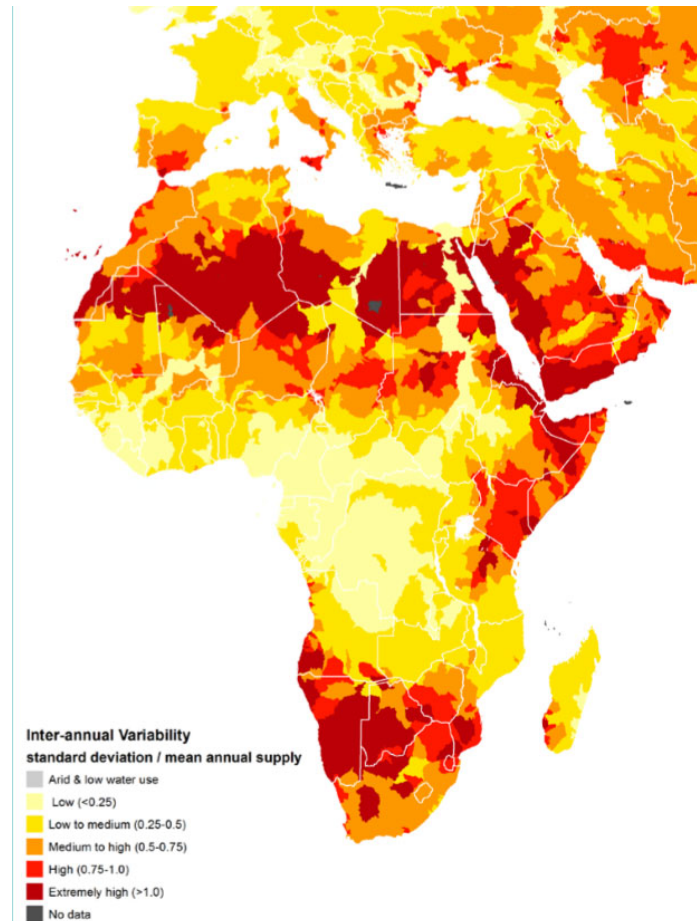 Inter-annual Variability
standard deviation / mean annual supply
Arid & low water use
Low (<0.25)
Low to medium (0.25-0.5)
Medium to high (0.5-0.75)
High (0.75-1.0)
Extremely high (>1.0)
No data